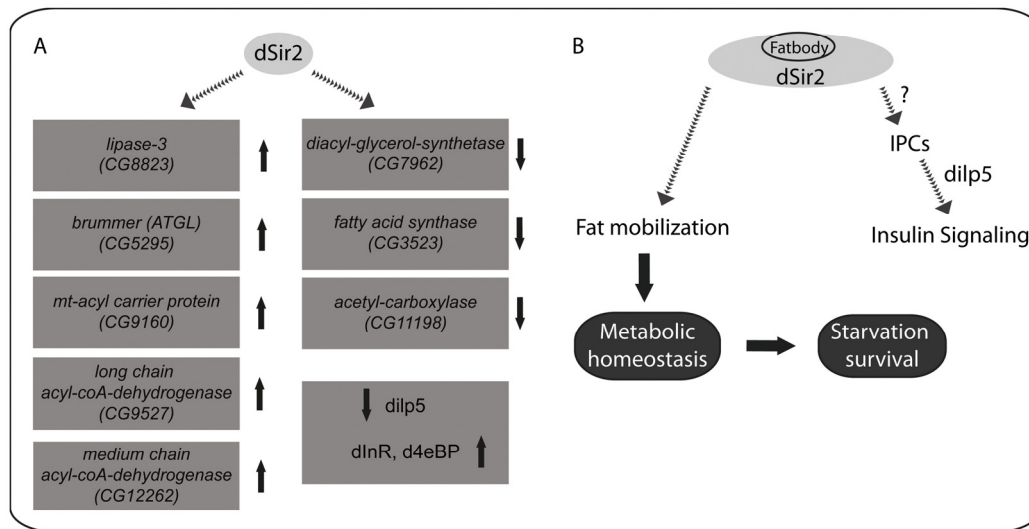 A
dSir2
lipase-3
(CG8823)
brummer (ATGL)
(CG5295)
mt-acyl carrier protein
(CG9160)
long chain
acyl-coA-dehydrogenase
(CG9527)
medium chain
acyl-coA-dehydrogenase
(CG12262)
diacyl-glycerol-synthetase
(CG7962)
fatty acid synthase
(CG3523)
acetyl-carboxylase
(CG11198)
dilp5
dInR, d4eBP
B
Fatbody
dSir2
?
IPCs
dilp5
Fat mobilization
Insulin Signaling
Metabolic
homeostasis
Starvation
survival